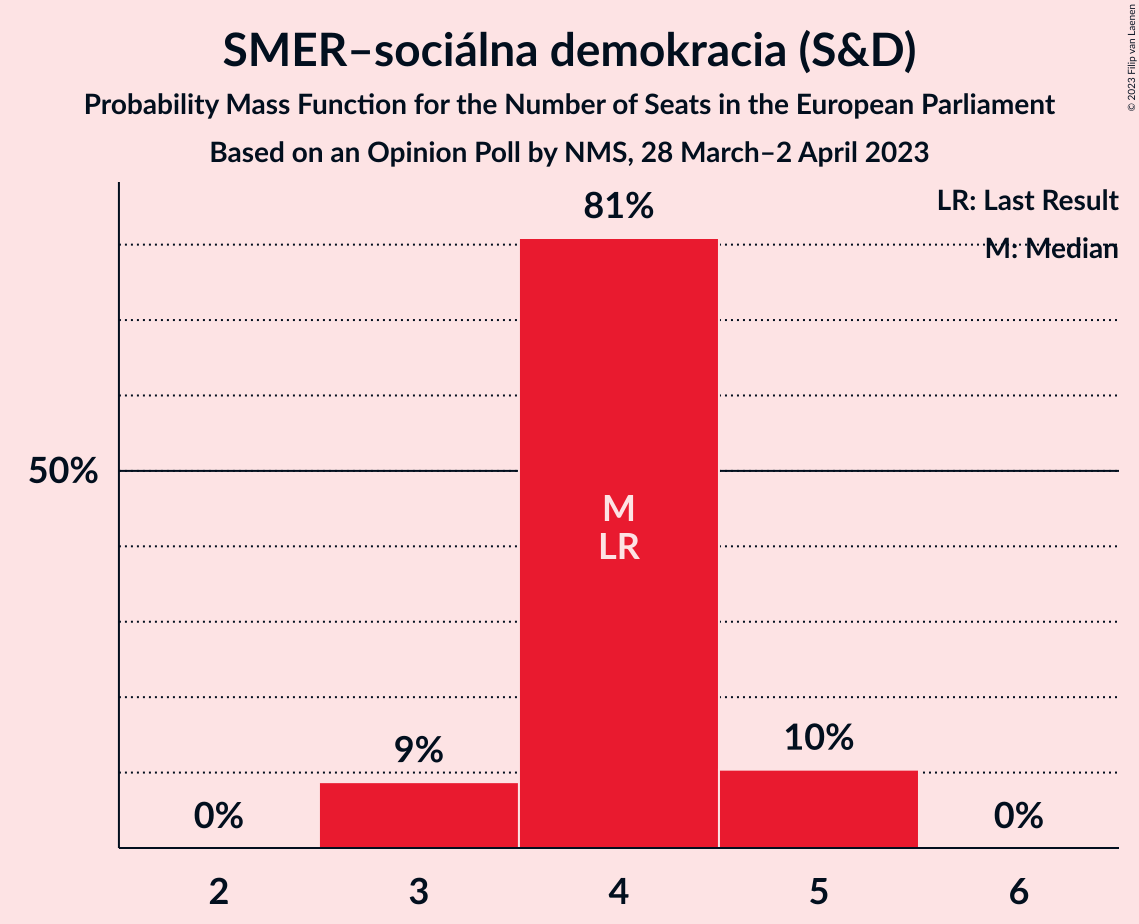 SMER–sociálna demokracia (S&D)
Probability Mass Function for the Number of Seats in the European Parliament
Based on an Opinion Poll by NMS, 28 March–2 April 2023
© 2023 Filip van Laenen
LR: Last Result
M: Median
81%
50%
M
LR
10%
9%
0%
0%
2 3 4 5 6